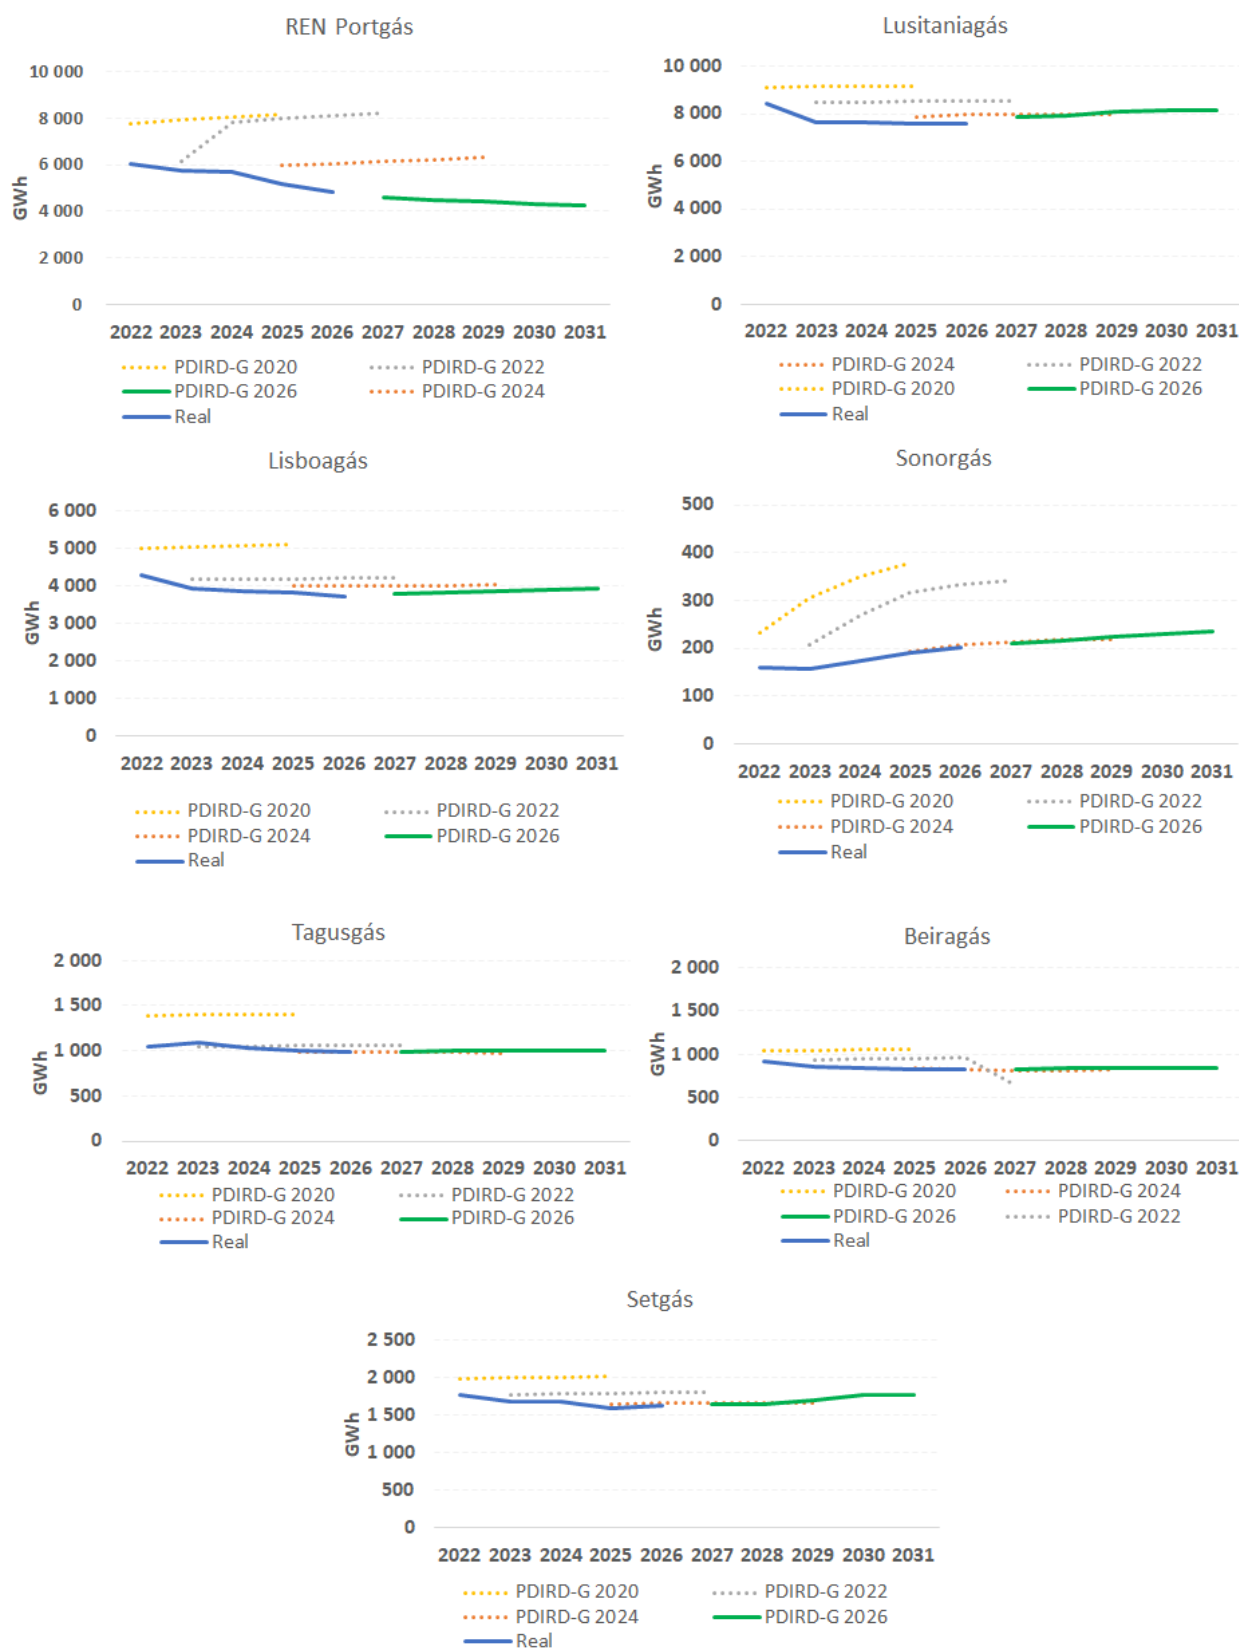 REN Portgás
10 000
8 000
6 000
4 000
2 000
0
GWh
2022 2023 2024 2025 2026 2027 2028 2029 2030 2031
PDIRD-G 2020 PDIRD-G 2022
PDIRD-G 2026 PDIRD-G 2024
Real
Lusitaniagás
10 000
8 000
6 000
4 000
2 000
0
GWh
2022 2023 2024 2025 2026 2027 2028 2029 2030 2031
PDIRD-G 2024 PDIRD-G 2022
PDIRD-G 2020 PDIRD-G 2026
Real
Lisboagás
6 000
5 000
4 000
3 000
2 000
1 000
0
GWh
2022 2023 2024 2025 2026 2027 2028 2029 2030 2031
PDIRD-G 2020 PDIRD-G 2022
PDIRD-G 2024 PDIRD-G 2026
Real
Sonorgás
500
400
300
200
100
0
GWh
2022 2023 2024 2025 2026 2027 2028 2029 2030 2031
PDIRD-G 2020 PDIRD-G 2022
PDIRD-G 2024 PDIRD-G 2026
Real
Tagusgás
2 000
1 500
1 000
500
0
GWh
2022 2023 2024 2025 2026 2027 2028 2029 2030 2031
PDIRD-G 2020 PDIRD-G 2022
PDIRD-G 2024 PDIRD-G 2026
Real
Beiragás
2 000
1 500
1 000
500
0
GWh
2022 2023 2024 2025 2026 2027 2028 2029 2030 2031
PDIRD-G 2020 PDIRD-G 2024
PDIRD-G 2026 PDIRD-G 2022
Real
Setgás
2 500
2 000
1 500
1 000
500
0
GWh
2022 2023 2024 2025 2026 2027 2028 2029 2030 2031
PDIRD-G 2020 PDIRD-G 2022
PDIRD-G 2024 PDIRD-G 2026
Real